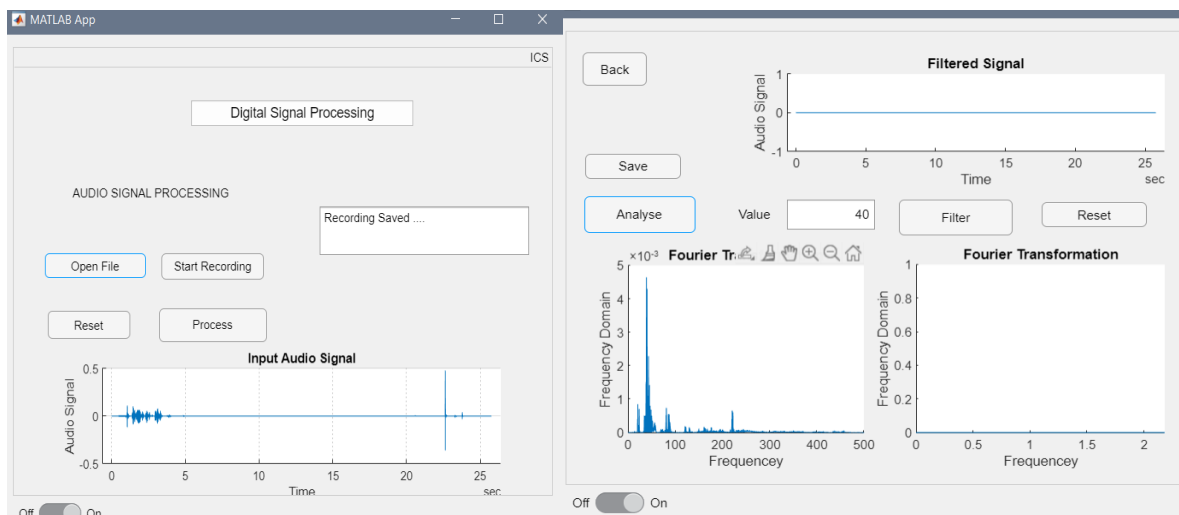 MATLAB App
ICS
Digital Signal Processing
AUDIO SIGNAL PROCESSING
Recording Saved ....
Open File
Start Recording
Reset
Process
Input Audio Signal
Audio Signal
0.5
0
-0.5
0 5 10 15 20 25
Time
sec
Off On
Back
Filtered Signal
Audio Signal
1
0
-1
0 5 10 15 20 25
Time
sec
Save
Analyse
Value
40
Filter
Reset
×10-3
Fourier Tr
Frequency Domain
5
4
3
2
1
0
0 100 200 300 400 500
Frequencey
Fourier Transformation
Frequency Domain
1
0.8
0.6
0.4
0.2
0
0 0.5 1 1.5 2
Frequencey
Off On